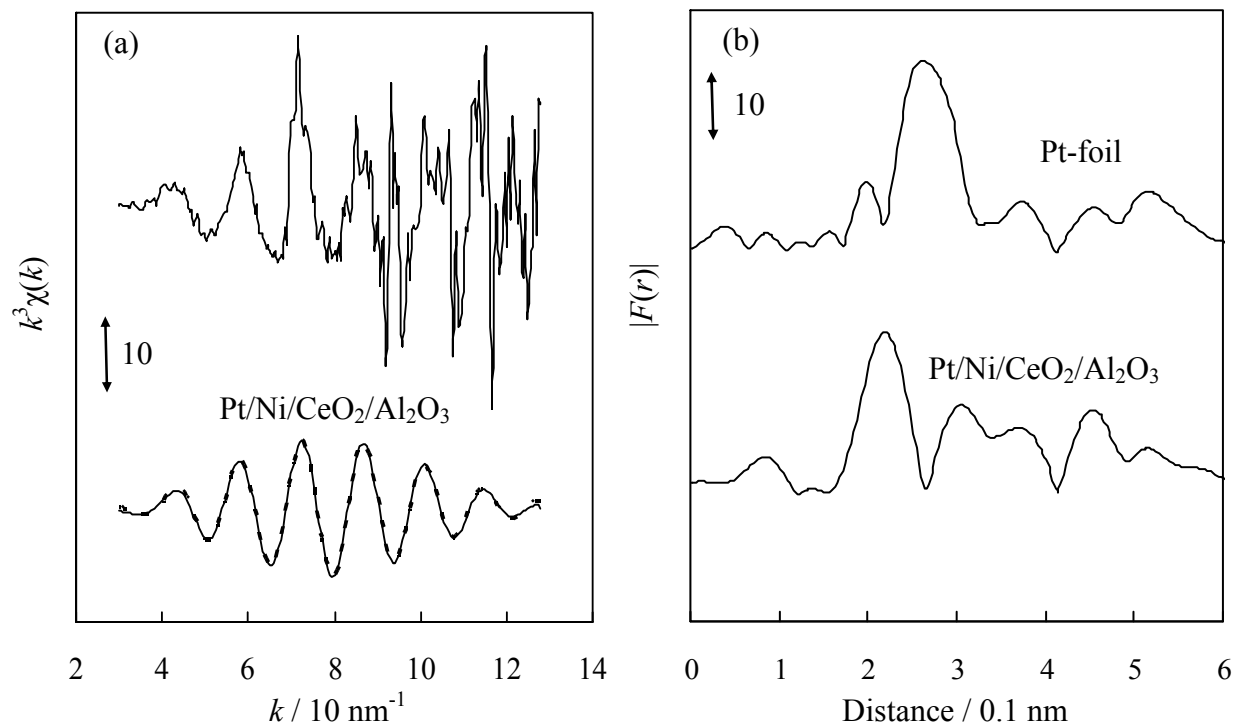 (a)
k³χ(k)
10
Pt/Ni/CeO₂/Al₂O₃
2 4 6 8 10 12 14
k / 10 nm⁻¹
(b)
10
|F(r)|
Pt-foil
Pt/Ni/CeO₂/Al₂O₃
0 1 2 3 4 5 6
Distance / 0.1 nm